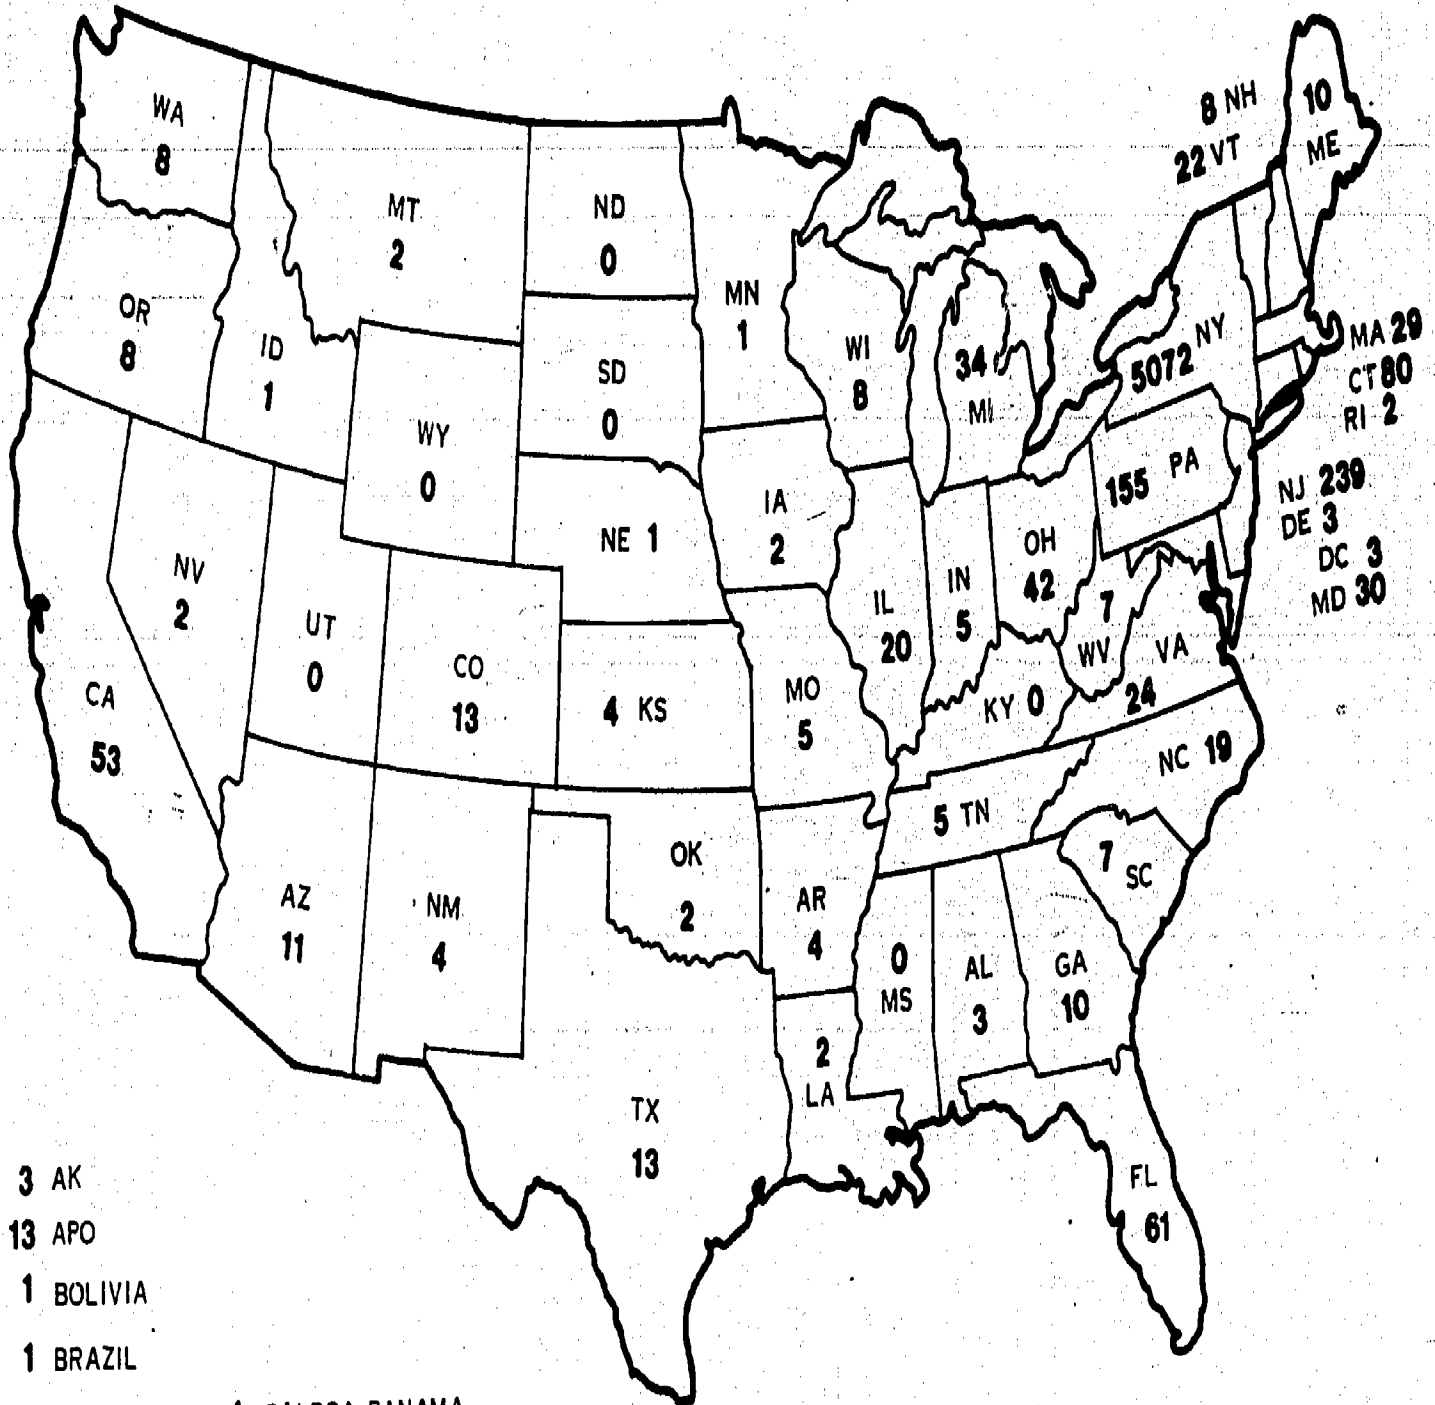 8 NH
22 VT
10
ME
WA
8
MT
2
ND
0
MN
1
OR
8
ID
1
SD
0
WI
8
34
MI
5072 NY
MA 29
CT 80
RI 2
WY
0
155 PA
NJ 239
DE 3
DC 3
MD 30
NE 1
IA
2
OH
42
NV
2
UT
0
IL
20
IN
5
7
WV
VA
24
CA
53
CO
13
4 KS
MO
5
KY 0
NC 19
5 TN
7 SC
AZ
11
NM
4
OK
2
AR
4
0
MS
AL
3
GA
10
2
LA
TX
13
FL
61
3 AK
13 APO
1 BOLIVIA
1 BRAZIL
PANAMA